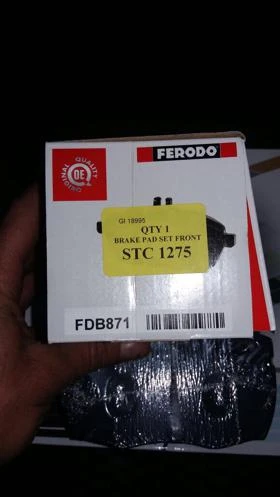 ORIGINAL QUALITY
OE
FERODO
GI 18995
QTY 1
BRAKE PAD SET FRONT
STC 1275
FDB871